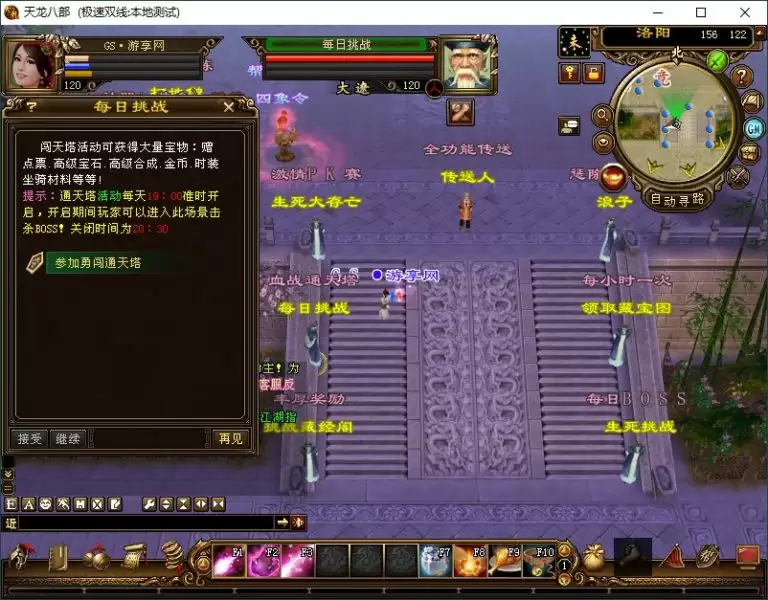 天龙八部 (极速双线:本地测试)
GS·游享网
120
每日挑战
大遼
120
洛阳
156 122
北
GM
自动寻路
每日挑战
闯天塔活动可获得大量宝物：赠
点票.高级宝石.高级合成.金币.时装
坐骑材料等等!
提示：通天塔活动每天19：00准时开
启，开启期间玩家可以进入此场景击
杀BOSS! 关闭时间为20：30
参加勇闯通天塔
接受
继续
再见
四象令
激情PK赛
生死大存亡
全功能传送
传送人
浪子
血战通天塔
游享网
每日挑战
每小时一次
领取藏宝图
主! 为
客服反
丰厚奖励
江湖指
挑战藏经阁
每日BOSS
生死挑战
近
F1
F2
F3
F7
F8
F9
F10
1